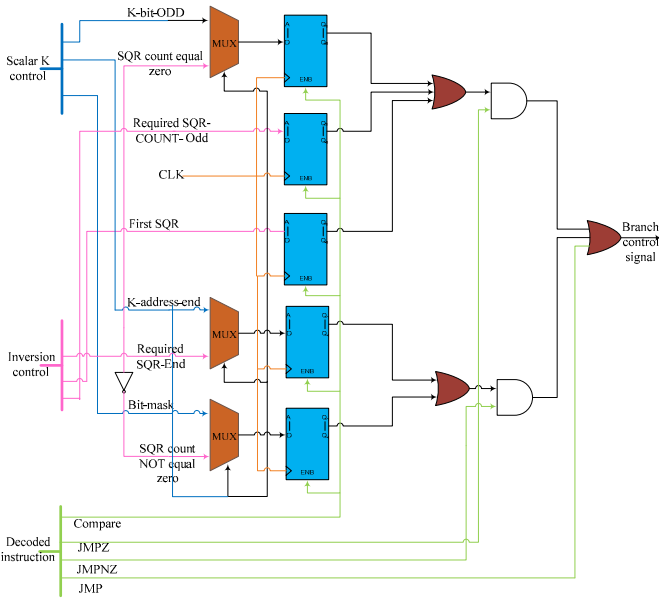 K-bit-ODD
Scalar K
control
SQR count equal
zero
MUX
A
D
Q
Q
ENB
Required SQR-
COUNT-Odd
A
D
Q
Q
ENB
CLK
First SQR
A
D
Q
Q
ENB
Branch
control
signal
K-address-end
MUX
A
D
Q
Q
ENB
Inversion
control
Required
SQR-End
Bit-mask
MUX
A
D
Q
Q
ENB
SQR count
NOT equal
zero
Decoded
instruction
Compare
JMPZ
JMPNZ
JMP